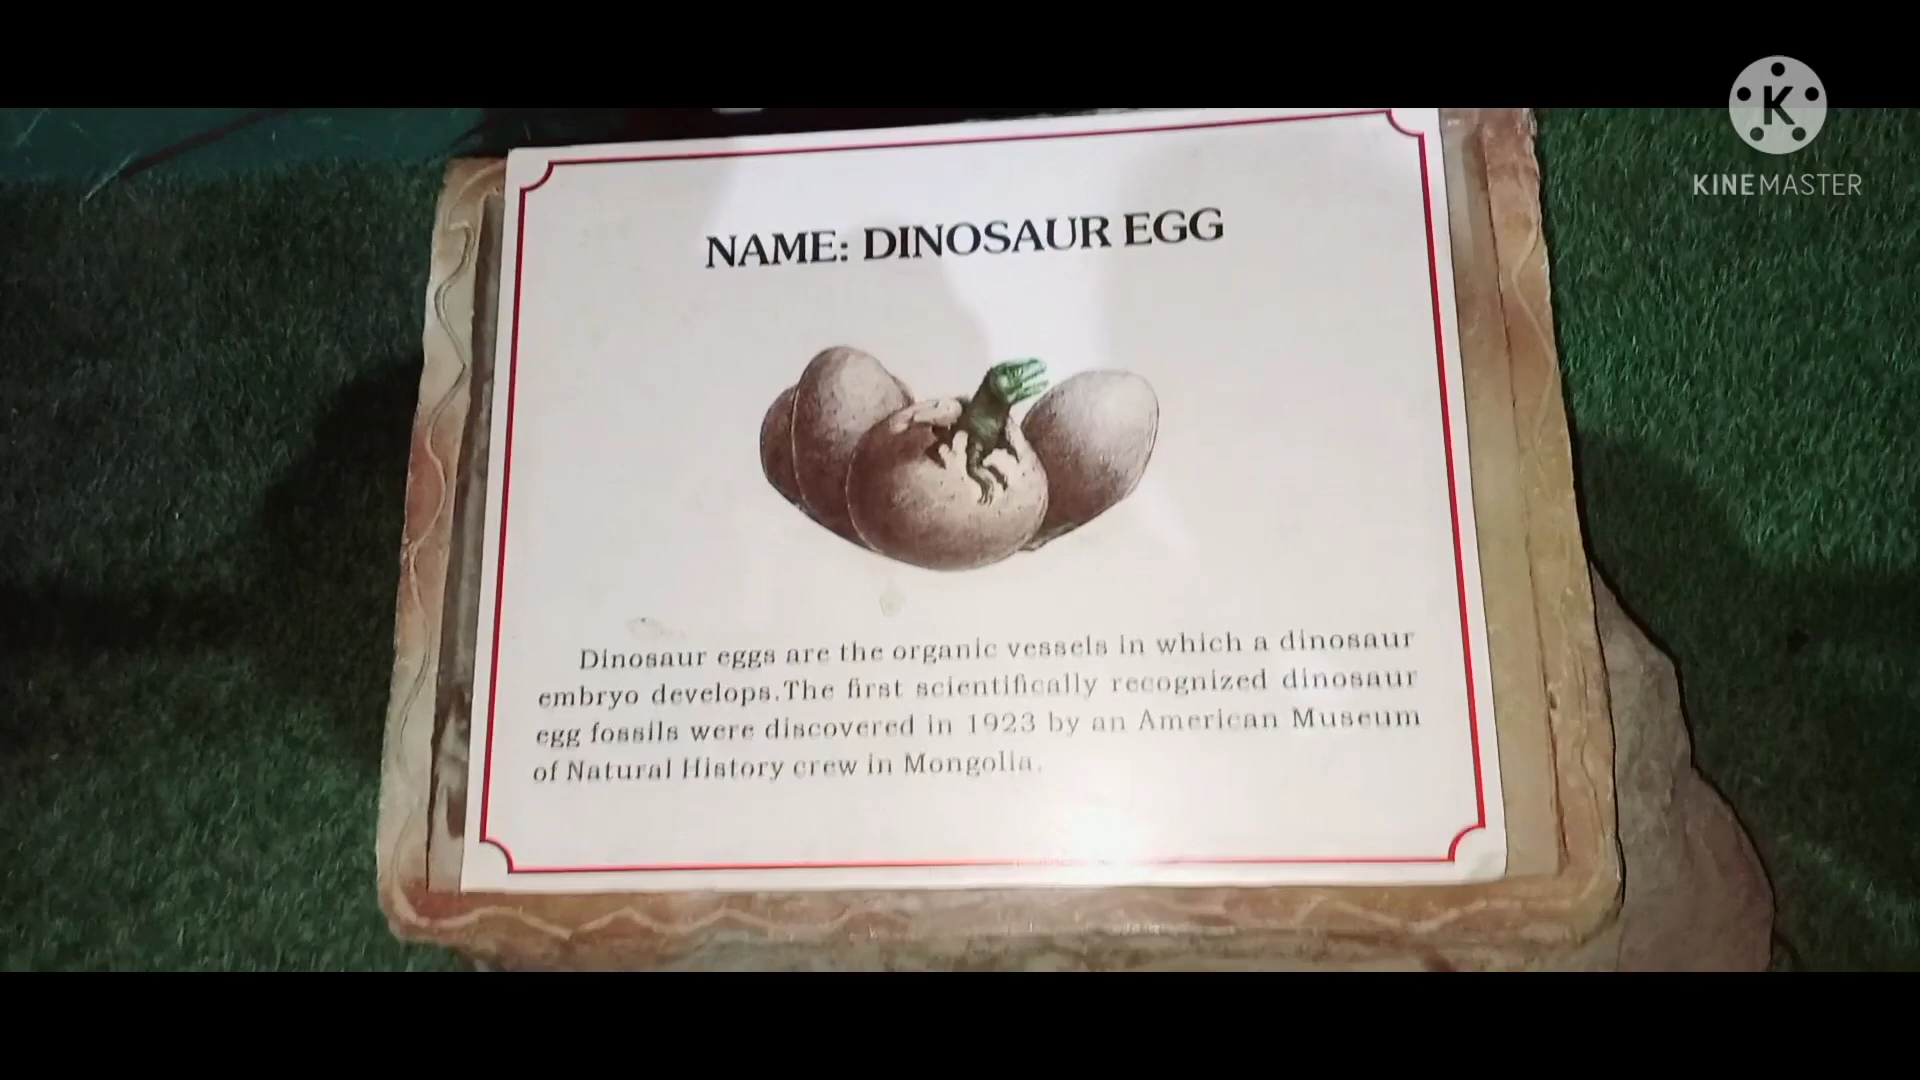 KINEMASTER
NAME: DINOSAUR EGG
Dinosaur eggs are the organic vessels in which a dinosaur
embryo develops.The first scientifically recognized dinosaur
egg fossils were discovered in 1923 by an American Museum
of Natural History crew in Mongolia.